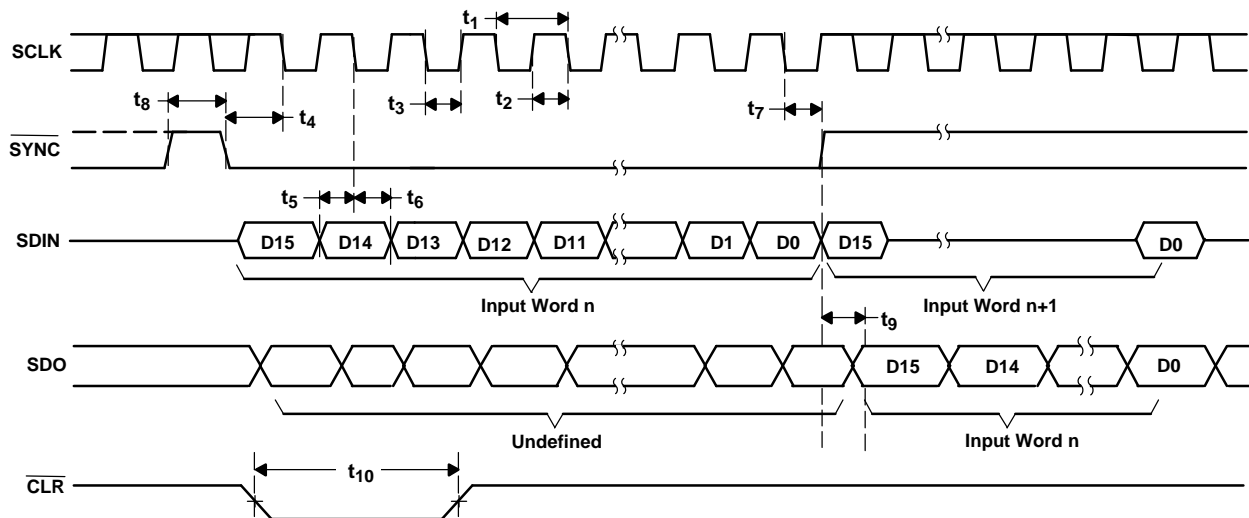 t1
SCLK
t8
t4
t3
t2
t7
SYNC
t5
t6
SDIN
D15
D14
D13
D12
D11
D1
D0
D15
D0
Input Word n
Input Word n+1
t9
SDO
D15
D14
D0
Undefined
Input Word n
t10
CLR